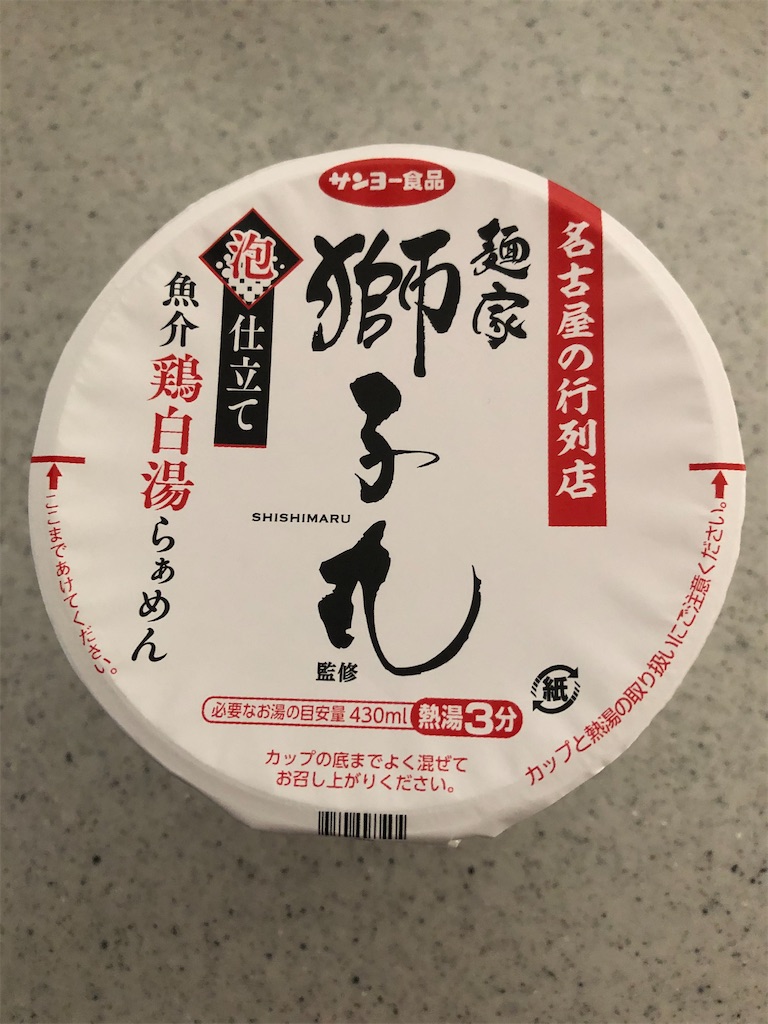 サンヨー食品
名古屋の行列店
麺家
獅子丸
SHISHIMARU
監修
泡
仕立て
魚介鶏白湯らぁめん
ここまであけてください。
カップと熱湯の取り扱いにご注意ください。
紙
必要なお湯の目安量 430ml 熱湯3分
カップの底までよく混ぜて
お召し上がりください。